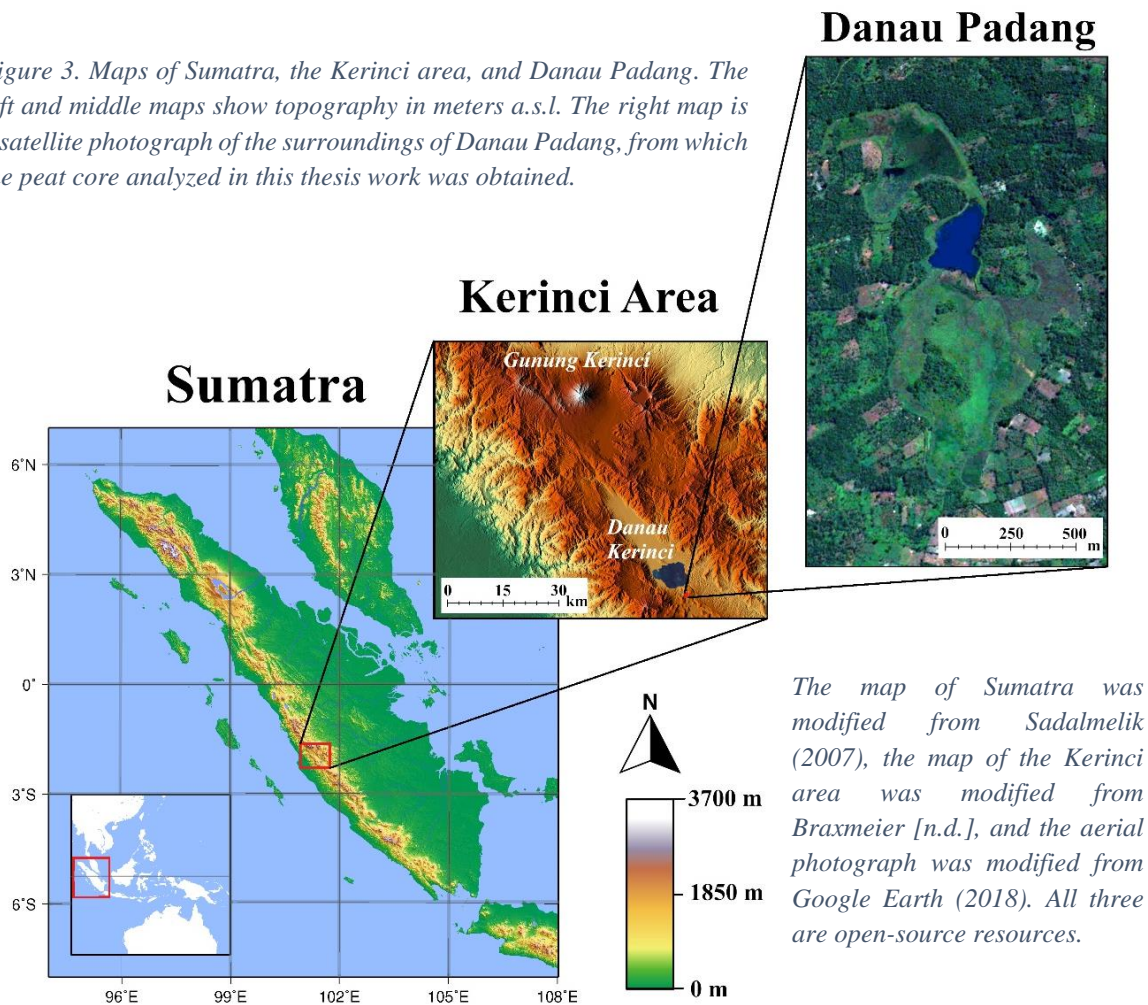 Danau Padang
igure 3. Maps of Sumatra, the Kerinci area, and Danau Padang. The
ft and middle maps show topography in meters a.s.l. The right map is
satellite photograph of the surroundings of Danau Padang, from which
e peat core analyzed in this thesis work was obtained.
0 250 500
m
Kerinci Area
Gunung Kerinci
Danau
Kerinci
0 15 30
km
Sumatra
6°N
3°N
0°
3°S
6°S
96°E 99°E 102°E 105°E 108°E
N
3700 m
1850 m
0 m
The map of Sumatra was
modified from Sadalmelik
(2007), the map of the Kerinci
area was modified from
Braxmeier [n.d.], and the aerial
photograph was modified from
Google Earth (2018). All three
are open-source resources.